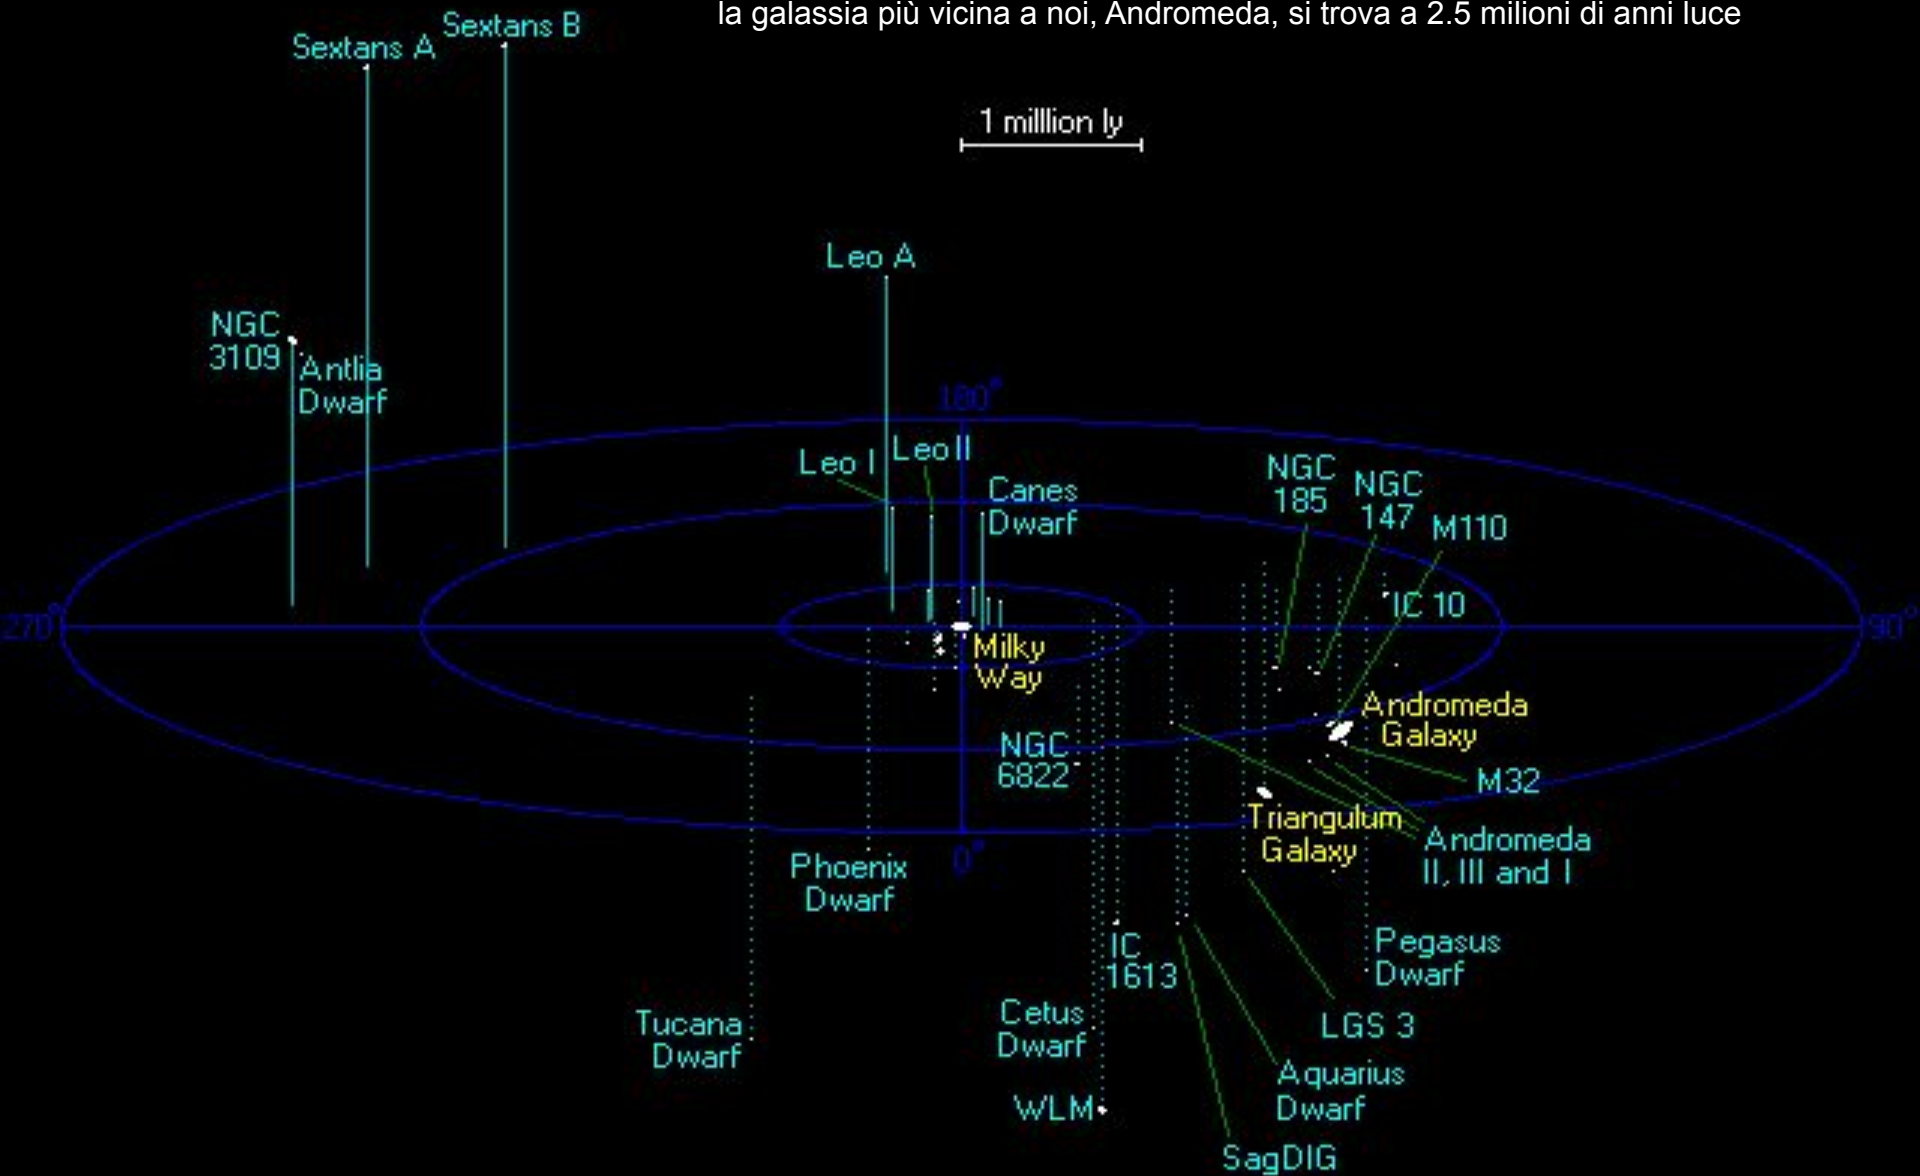 la galassia più vicina a noi, Andromeda, si trova a 2.5 milioni di anni luce
Sextans A
Sextans B
1 milllion ly
Leo A
NGC
3109
Antlia
Dwarf
180°
Leo I
Leo II
Canes
Dwarf
NGC
185
NGC
147
M110
IC 10
270°
90°
Milky
Way
Andromeda
Galaxy
NGC
6822
M32
Triangulum
Galaxy
Andromeda
II, III and I
0°
Phoenix
Dwarf
IC
1613
Pegasus
Dwarf
Tucana
Dwarf
Cetus
Dwarf
LGS 3
Aquarius
Dwarf
WLM
SagDIG